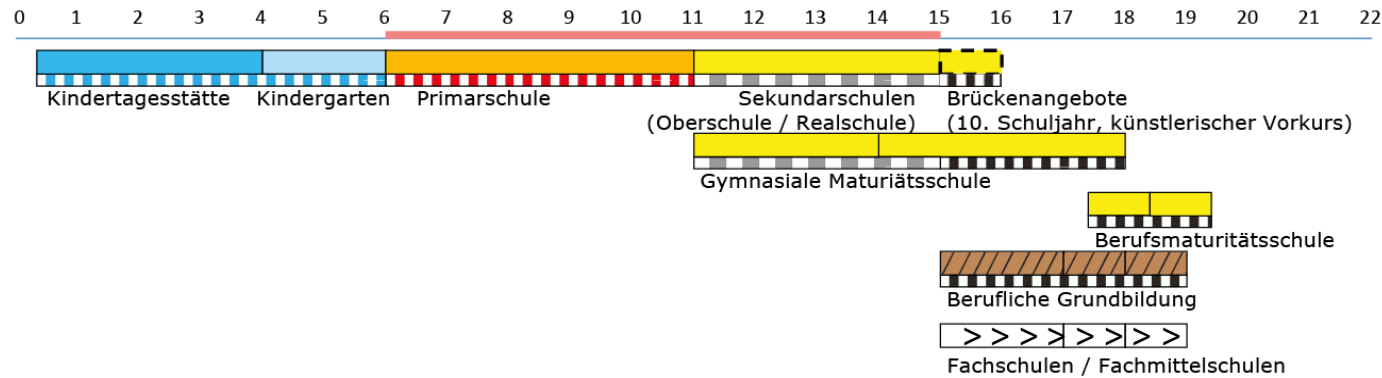 0 1 2 3 4 5 6 7 8 9 10 11 12 13 14 15 16 17 18 19 20 21 22
Kindertagesstätte Kindergarten Primarschule Sekundarschulen Brückenangebote
(Oberschule / Realschule) (10. Schuljahr, künstlerischer Vorkurs)
Gymnasiale Maturiätsschule
Berufsmaturitätsschule
Berufliche Grundbildung
> > > > > > > >
Fachschulen / Fachmittelschulen